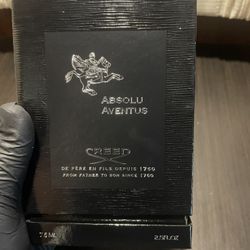 ABSOLU
AVENTUS
CREED
DE PÈRE EN FILS DEPUIS 1760
FROM FATHER TO SON SINCE 1760
75 ML
2.5 FL.OZ